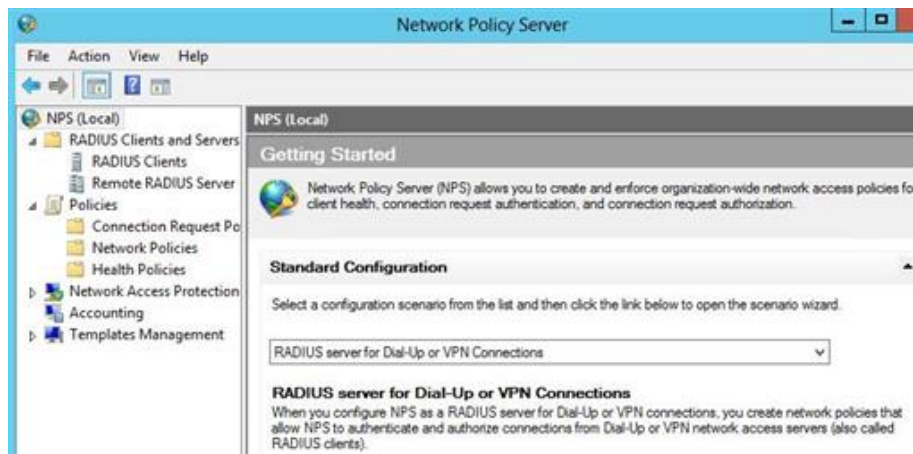 Network Policy Server
File Action View Help
NPS (Local)
RADIUS Clients and Servers
RADIUS Clients
Remote RADIUS Server
Policies
Connection Request Po
Network Policies
Health Policies
Network Access Protection
Accounting
Templates Management
NPS (Local)
Getting Started
Network Policy Server (NPS) allows you to create and enforce organization-wide network access policies fo
client health, connection request authentication, and connection request authorization.
Standard Configuration
Select a configuration scenario from the list and then click the link below to open the scenario wizard.
RADIUS server for Dial-Up or VPN Connections
RADIUS server for Dial-Up or VPN Connections
When you configure NPS as a RADIUS server for Dial-Up or VPN connections, you create network policies that
allow NPS to authenticate and authorize connections from Dial-Up or VPN network access servers (also called
RADIUS clients).